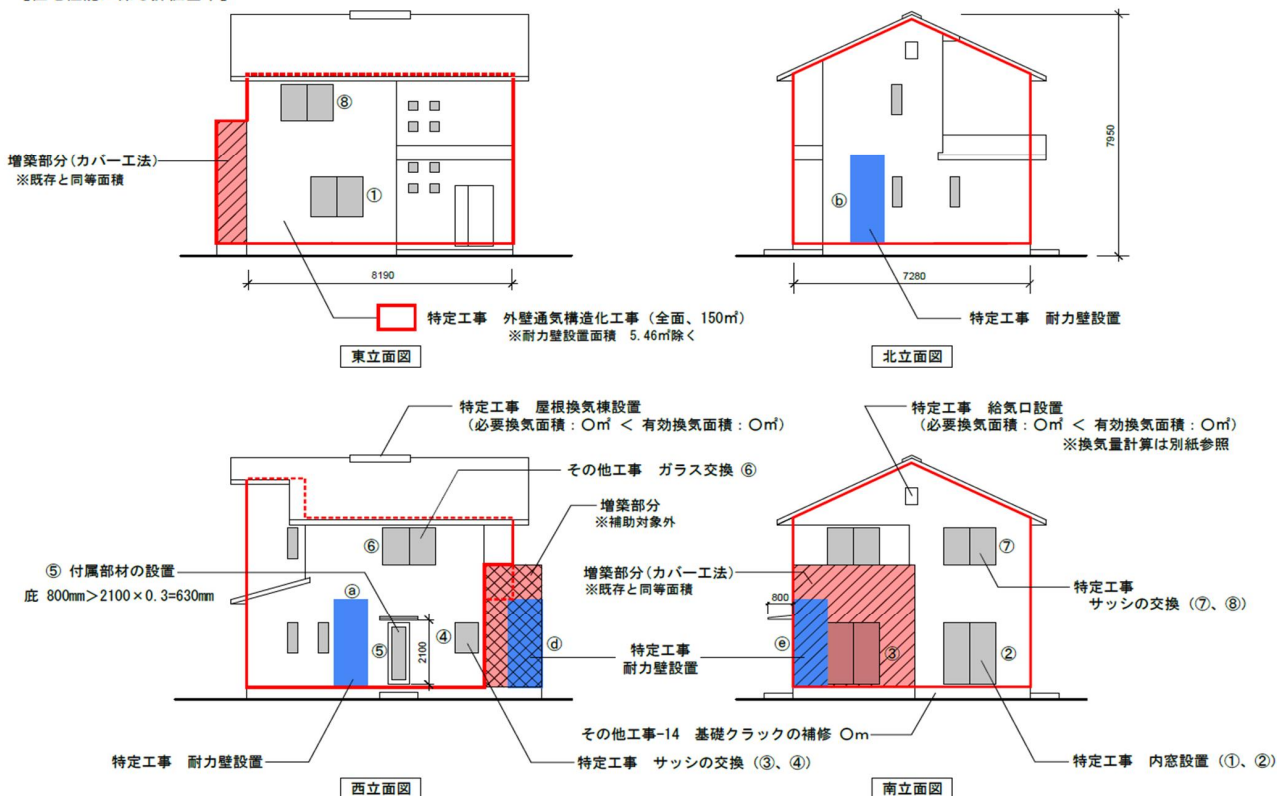 ⑧
増築部分(カバー工法)
※既存と同等面積
①
8190
特定工事 外壁通気構造化工事(全面、150㎡)
※耐力壁設置面積 5.46㎡除く
東立面図
7950
ⓑ
7280
特定工事 耐力壁設置
北立面図
特定工事 屋根換気棟設置
(必要換気面積:〇㎡ < 有効換気面積:〇㎡)
その他工事 ガラス交換 ⑥
増築部分
※補助対象外
⑥
⑤ 付属部材の設置
庇 800mm>2100×0.3=630mm
ⓐ
④
⑤
2100
ⓓ
特定工事
耐力壁設置
特定工事 耐力壁設置
特定工事 サッシの交換(③、④)
西立面図
特定工事 給気口設置
(必要換気面積:〇㎡ < 有効換気面積:〇㎡)
※換気量計算は別紙参照
⑦
増築部分(カバー工法)
※既存と同等面積
特定工事
サッシの交換(⑦、⑧)
800
ⓔ
③
②
その他工事-14 基礎クラックの補修 〇m
特定工事 内窓設置(①、②)
南立面図